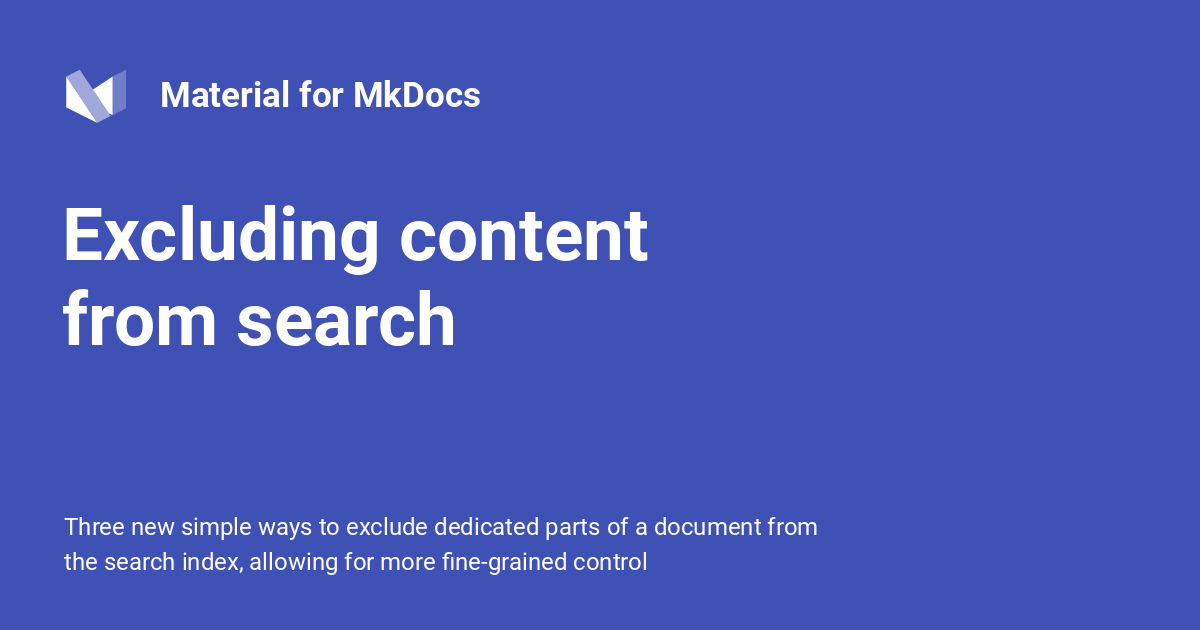 Material for MkDocs
Excluding content
from search
Three new simple ways to exclude dedicated parts of a document from
the search index, allowing for more fine-grained control